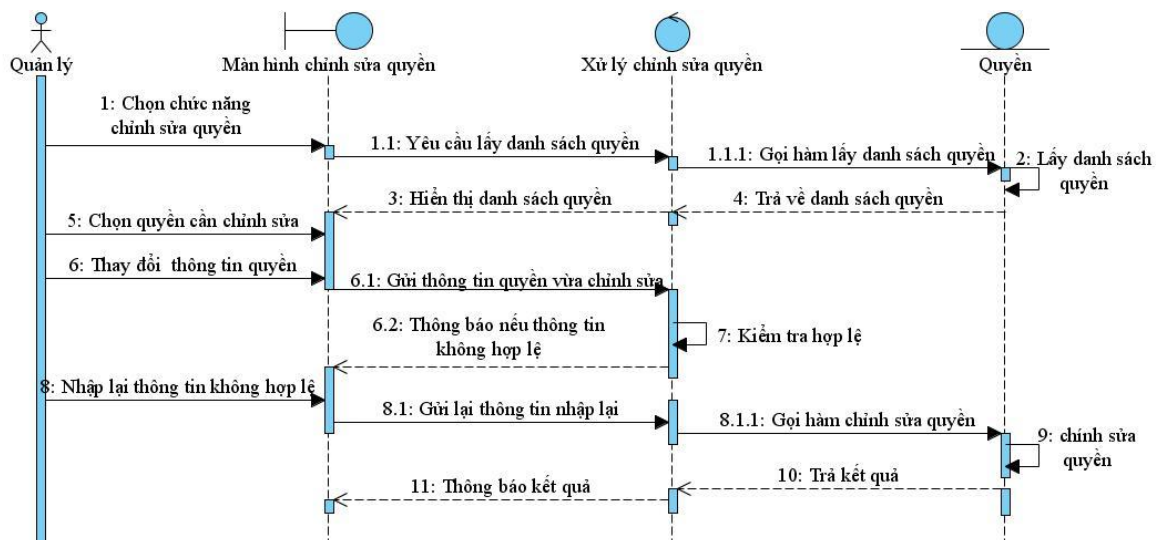 Quản lý
Màn hình chỉnh sửa quyền
Xử lý chỉnh sửa quyền
Quyền
1: Chọn chức năng
chỉnh sửa quyền
1.1: Yêu cầu lấy danh sách quyền
1.1.1: Gọi hàm lấy danh sách quyền
2: Lấy danh sách
quyền
3: Hiển thị danh sách quyền
4: Trả về danh sách quyền
5: Chọn quyền cần chỉnh sửa
6: Thay đổi thông tin quyền
6.1: Gửi thông tin quyền vừa chỉnh sửa
6.2: Thông báo nếu thông tin
không hợp lệ
7: Kiểm tra hợp lệ
8: Nhập lại thông tin không hợp lệ
8.1: Gửi lại thông tin nhập lại
8.1.1: Gọi hàm chỉnh sửa quyền
9: chính sửa
quyền
10: Trả kết quả
11: Thông báo kết quả